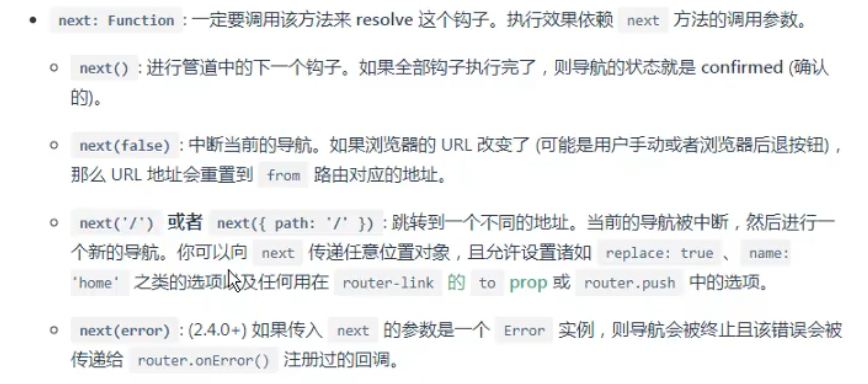 next: Function: 一定要调用该方法来 resolve 这个钩子。执行效果依赖 next 方法的调用参数。
next(): 进行管道中的下一个钩子。如果全部钩子执行完了，则导航的状态就是 confirmed (确认
的)。
next(false): 中断当前的导航。如果浏览器的 URL 改变了 (可能是用户手动或者浏览器后退按钮)，
那么 URL 地址会重置到 from 路由对应的地址。
next('/') 或者 next({ path: '/' }): 跳转到一个不同的地址。当前的导航被中断，然后进行一
个新的导航。你可以向 next 传递任意位置对象，且允许设置诸如 replace: true 、 name:
'home' 之类的选项以及任何用在 router-link 的 to prop 或 router.push 中的选项。
next(error): (2.4.0+) 如果传入 next 的参数是一个 Error 实例，则导航会被终止且该错误会被
传递给 router.onError() 注册过的回调。